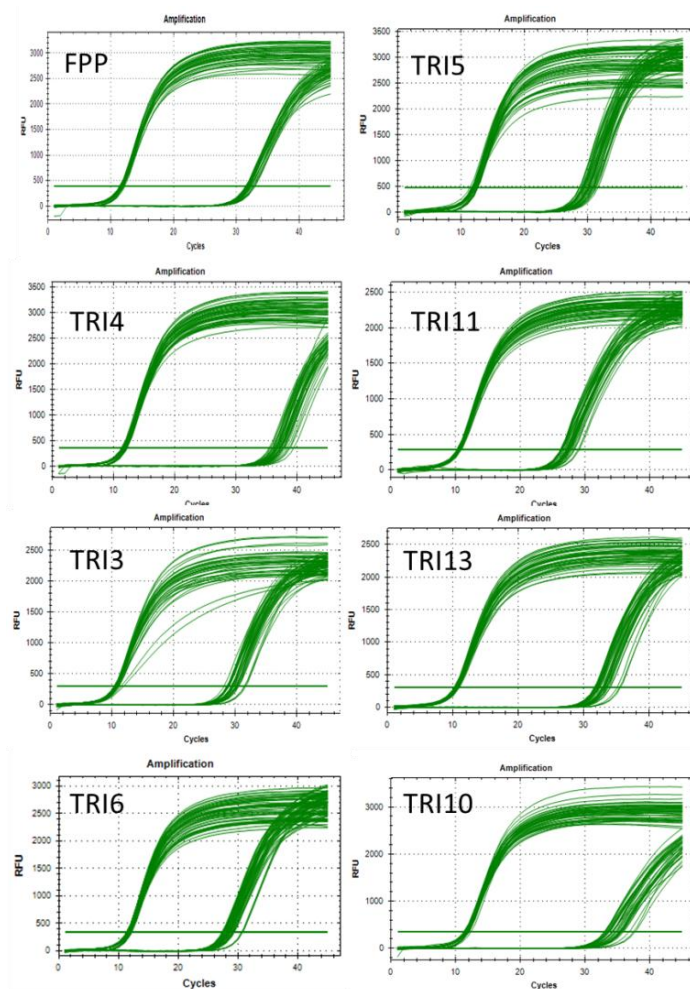 Amplification
FPP
RFU
3000
2500
2000
1500
1000
500
0
0 10 20 30 40
Cycles
Amplification
TRI5
RFU
3500
3000
2500
2000
1500
1000
500
0
0 10 20 30 40
Cycles
Amplification
TRI4
RFU
3500
3000
2500
2000
1500
1000
500
0
0 10 20 30 40
Cycles
Amplification
TRI11
RFU
2500
2000
1500
1000
500
0
0 10 20 30 40
Cycles
Amplification
TRI3
RFU
2500
2000
1500
1000
500
0
0 10 20 30 40
Cycles
Amplification
TRI13
RFU
2500
2000
1500
1000
500
0
0 10 20 30 40
Cycles
Amplification
TRI6
RFU
3000
2500
2000
1500
1000
500
0
0 10 20 30 40
Cycles
Amplification
TRI10
RFU
3000
2000
1000
0
0 10 20 30 40
Cycles